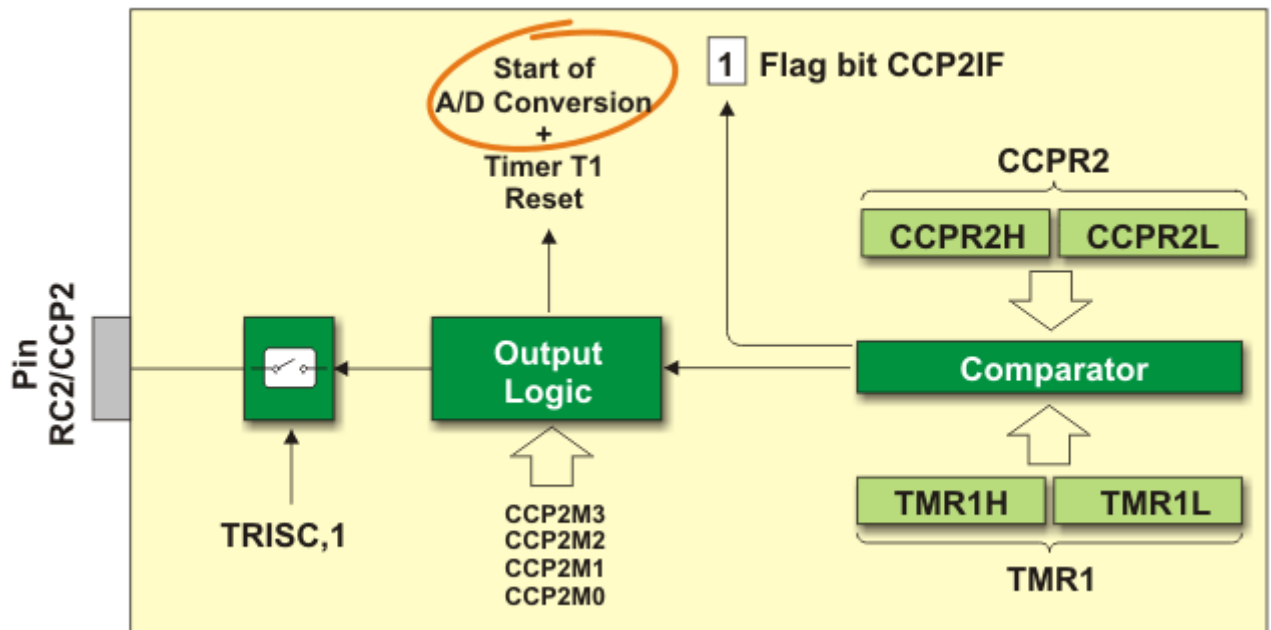 Start of
A/D Conversion
+
Timer T1
Reset
1 Flag bit CCP2IF
CCPR2
CCPR2H CCPR2L
Pin
RC2/CCP2
Output
Logic
Comparator
TRISC,1
CCP2M3
CCP2M2
CCP2M1
CCP2M0
TMR1H TMR1L
TMR1